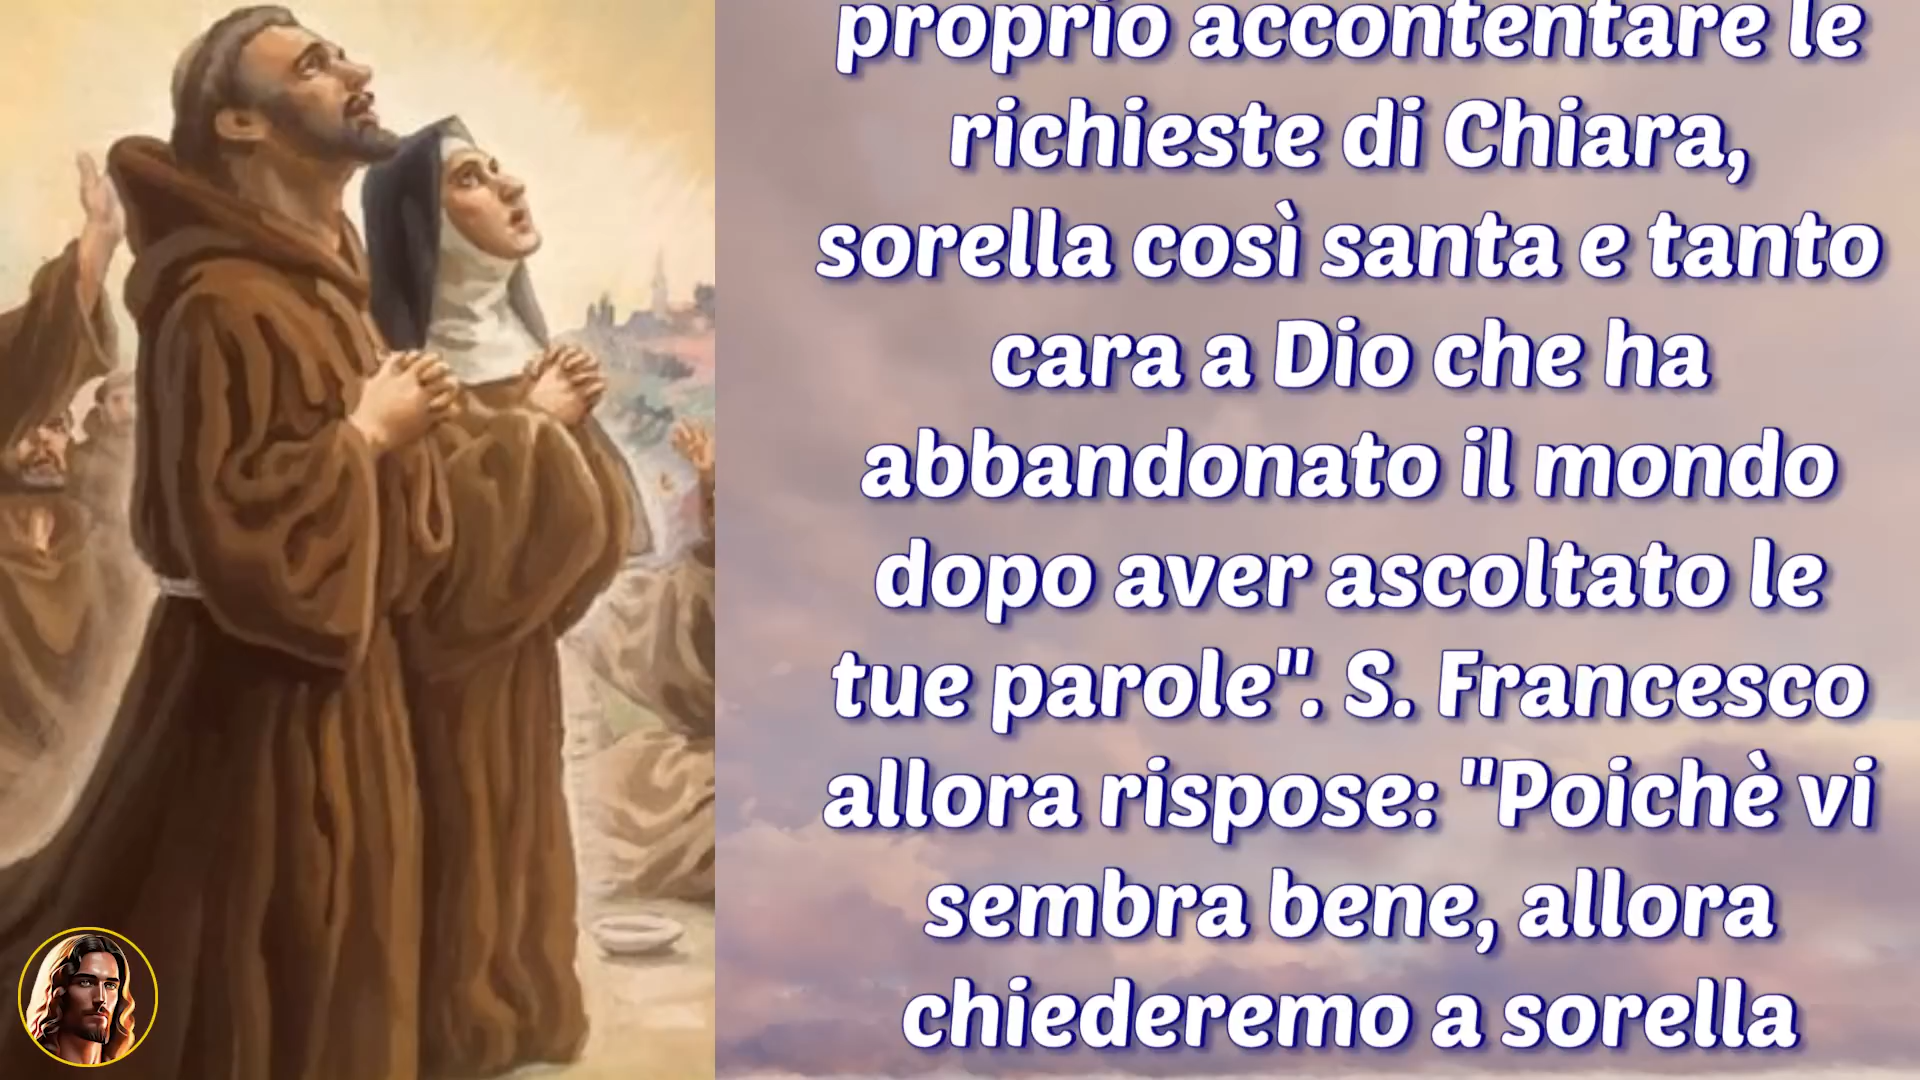 proprio accontentare le
richieste di Chiara,
sorella così santa e tanto
cara a Dio che ha
abbandonato il mondo
dopo aver ascoltato le
tue parole". S. Francesco
allora rispose: "Poichè vi
sembra bene, allora
chiederemo a sorella